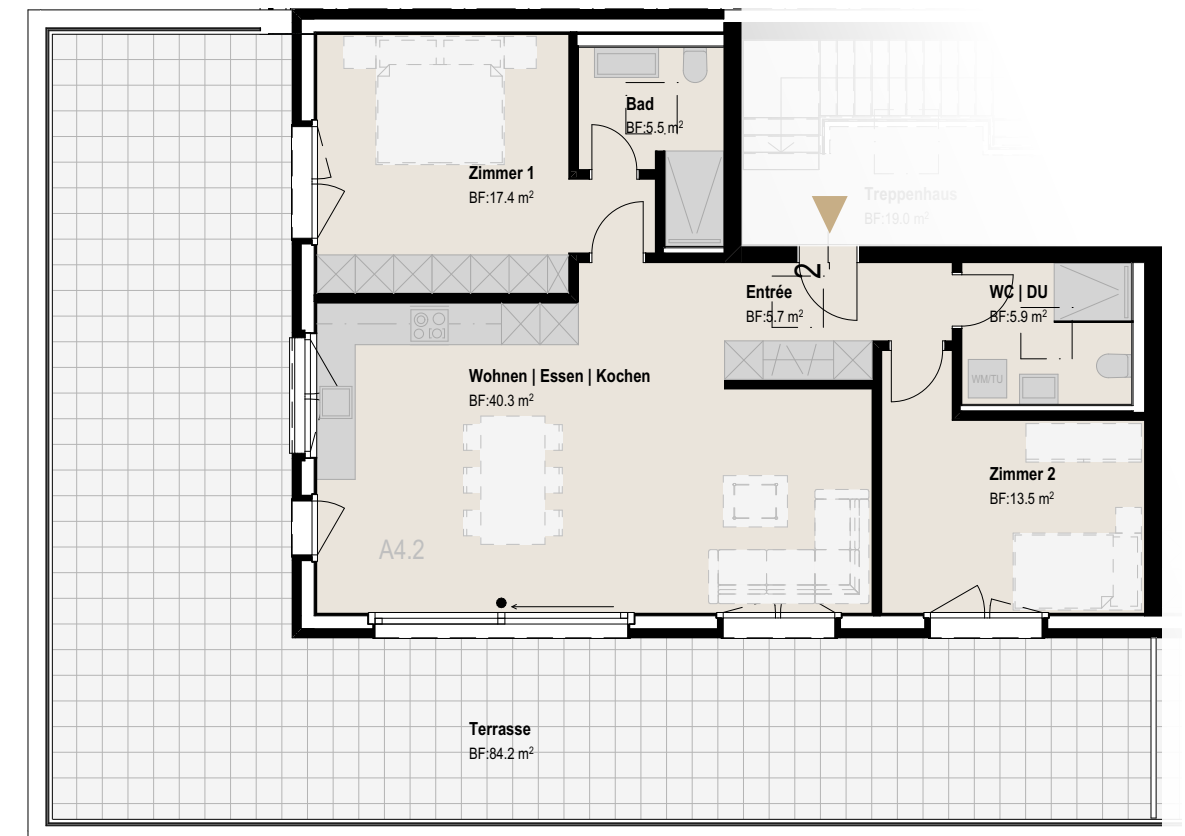 Bad
BF:5.5 m²
Zimmer 1
BF:17.4 m²
Treppenhaus
BF:19.0 m²
2
Entrée
BF:5.7 m²
WC | DU
BF:5.9 m²
Wohnen | Essen | Kochen
BF:40.3 m²
WM/TU
Zimmer 2
BF:13.5 m²
A4.2
Terrasse
BF:84.2 m²